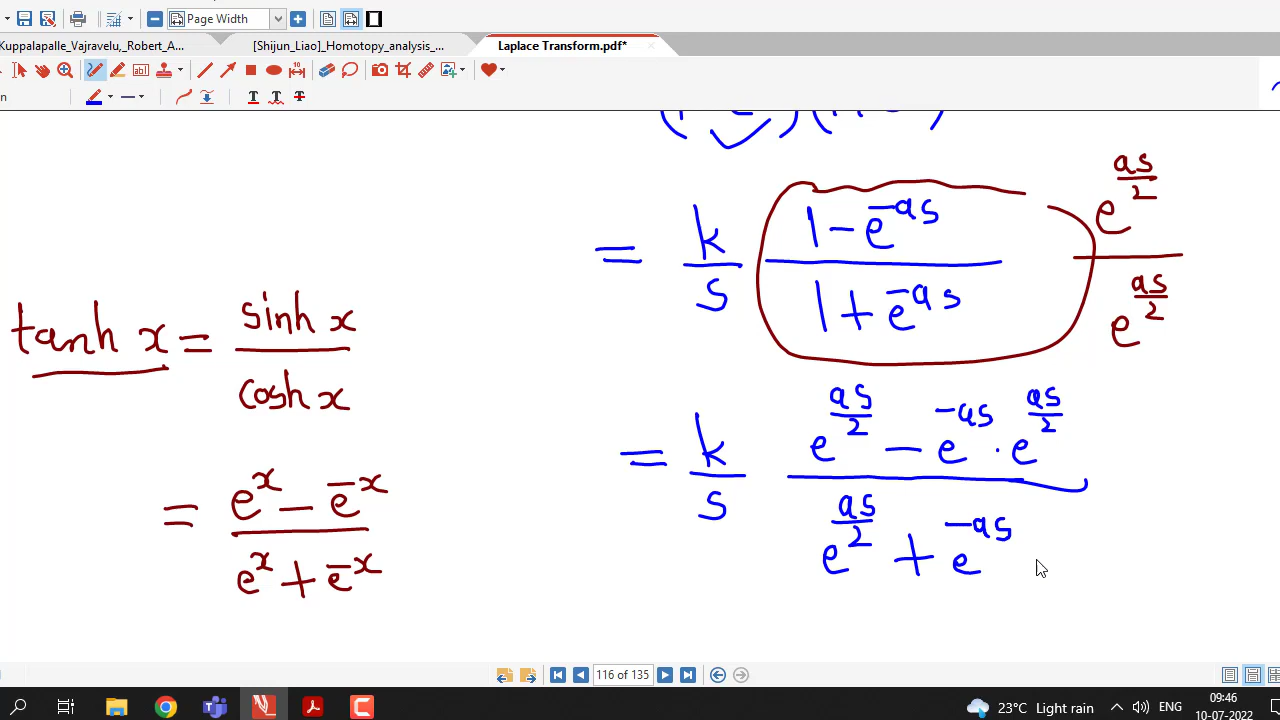 Page Width
Kuppalapalle_Vajravelu,_Robert_A... [Shijun_Liao]_Homotopy_analysis_... Laplace Transform.pdf*
= k/s (1 - e^{-as})/(1 + e^{-as}) e^{as/2}/e^{as/2}
tanh x = sinh x/cosh x
= k/s (e^{as/2} - e^{-as} · e^{as/2})/(e^{as/2} + e^{-as}
= (e^x - e^{-x})/(e^x + e^{-x})
116 of 135
23°C Light rain ENG 09:46
10-07-2022